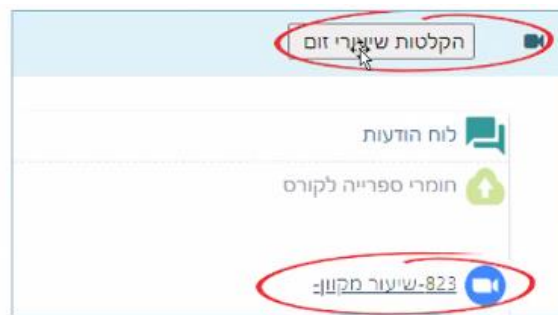 הקלטות שיעורי זום
לוח הודעות
חומרי ספרייה לקורס
823-שיעור מקוון-